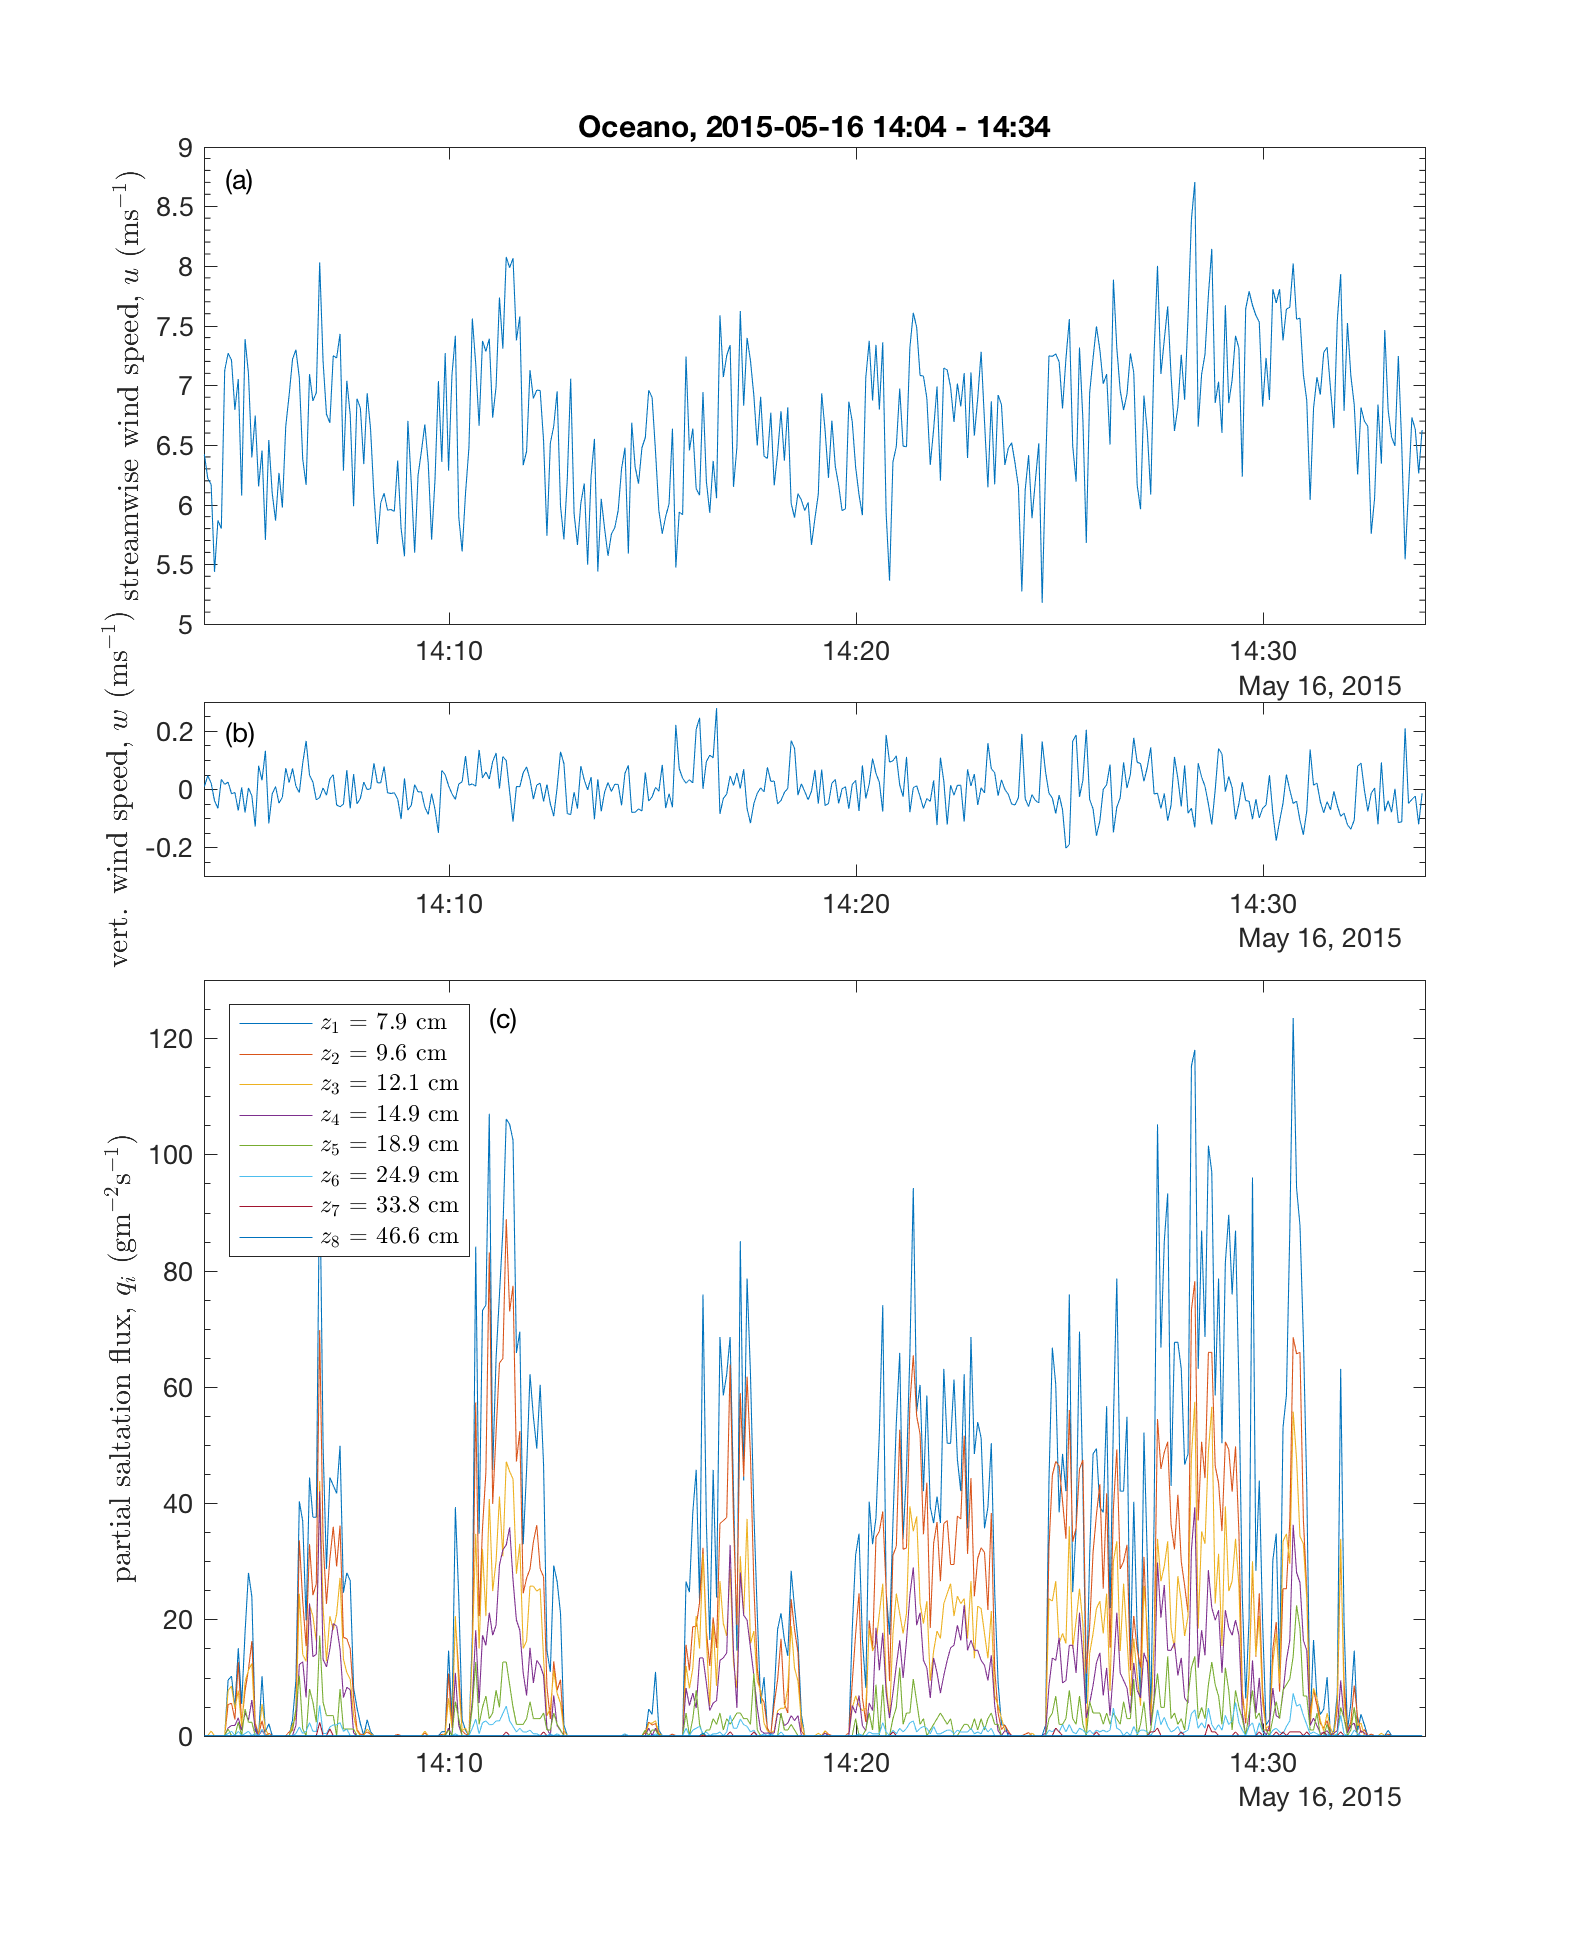 Oceano, 2015-05-16 14:04 - 14:34
(a)
streamwise wind speed, u (ms⁻¹)
9
8.5
8
7.5
7
6.5
6
5.5
5
14:10 14:20 14:30
May 16, 2015
(b)
vert. wind speed, w (ms⁻¹)
0.2
0
-0.2
14:10 14:20 14:30
May 16, 2015
(c)
partial saltation flux, qᵢ (gm⁻²s⁻¹)
z₁ = 7.9 cm
z₂ = 9.6 cm
z₃ = 12.1 cm
z₄ = 14.9 cm
z₅ = 18.9 cm
z₆ = 24.9 cm
z₇ = 33.8 cm
z₈ = 46.6 cm
120
100
80
60
40
20
0
14:10 14:20 14:30
May 16, 2015